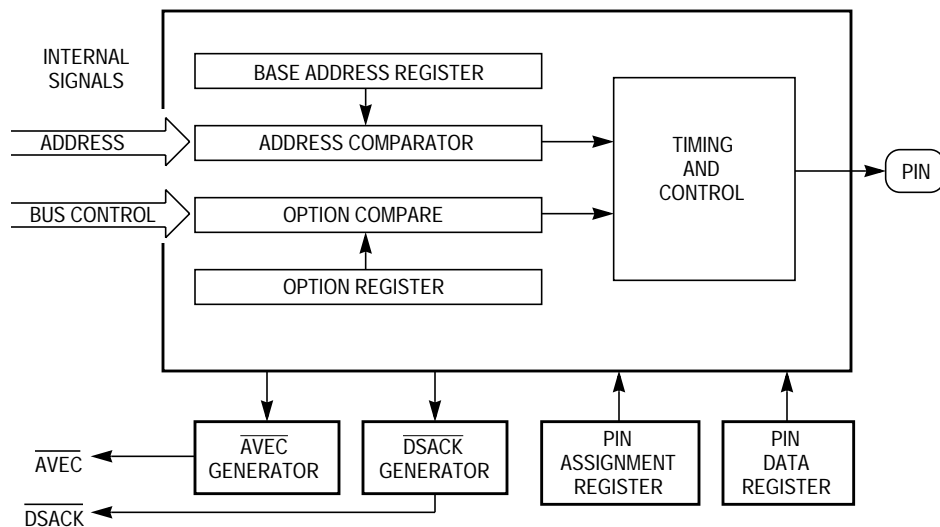 INTERNAL
SIGNALS
BASE ADDRESS REGISTER
ADDRESS
ADDRESS COMPARATOR
TIMING
AND
CONTROL
PIN
BUS CONTROL
OPTION COMPARE
OPTION REGISTER
AVEC
GENERATOR
DSACK
GENERATOR
PIN
ASSIGNMENT
REGISTER
PIN
DATA
REGISTER
AVEC
DSACK